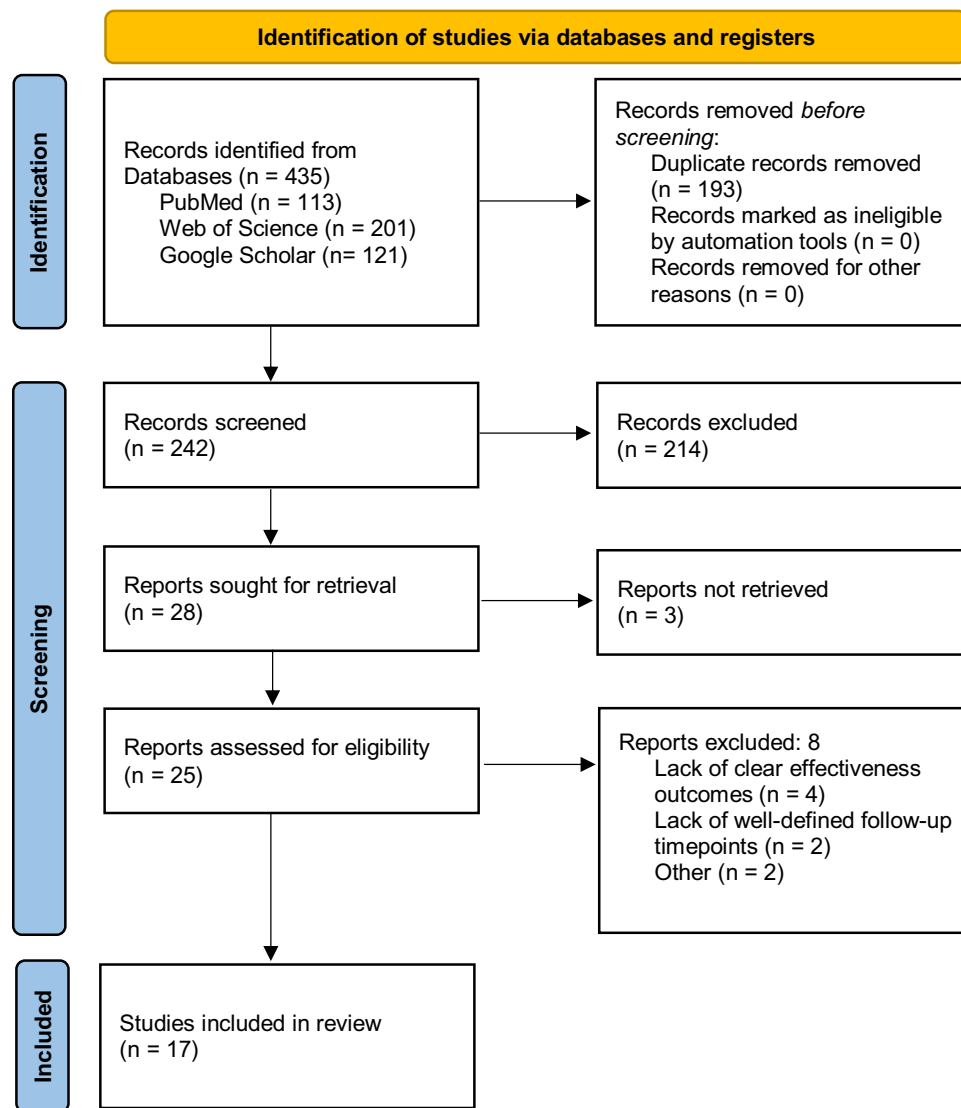 Identification of studies via databases and registers
Identification
Records identified from
Databases (n = 435)
PubMed (n = 113)
Web of Science (n = 201)
Google Scholar (n= 121)
Records removed before
screening:
Duplicate records removed
(n = 193)
Records marked as ineligible
by automation tools (n = 0)
Records removed for other
reasons (n = 0)
Screening
Records screened
(n = 242)
Records excluded
(n = 214)
Reports sought for retrieval
(n = 28)
Reports not retrieved
(n = 3)
Reports assessed for eligibility
(n = 25)
Reports excluded: 8
Lack of clear effectiveness
outcomes (n = 4)
Lack of well-defined follow-up
timepoints (n = 2)
Other (n = 2)
Included
Studies included in review
(n = 17)